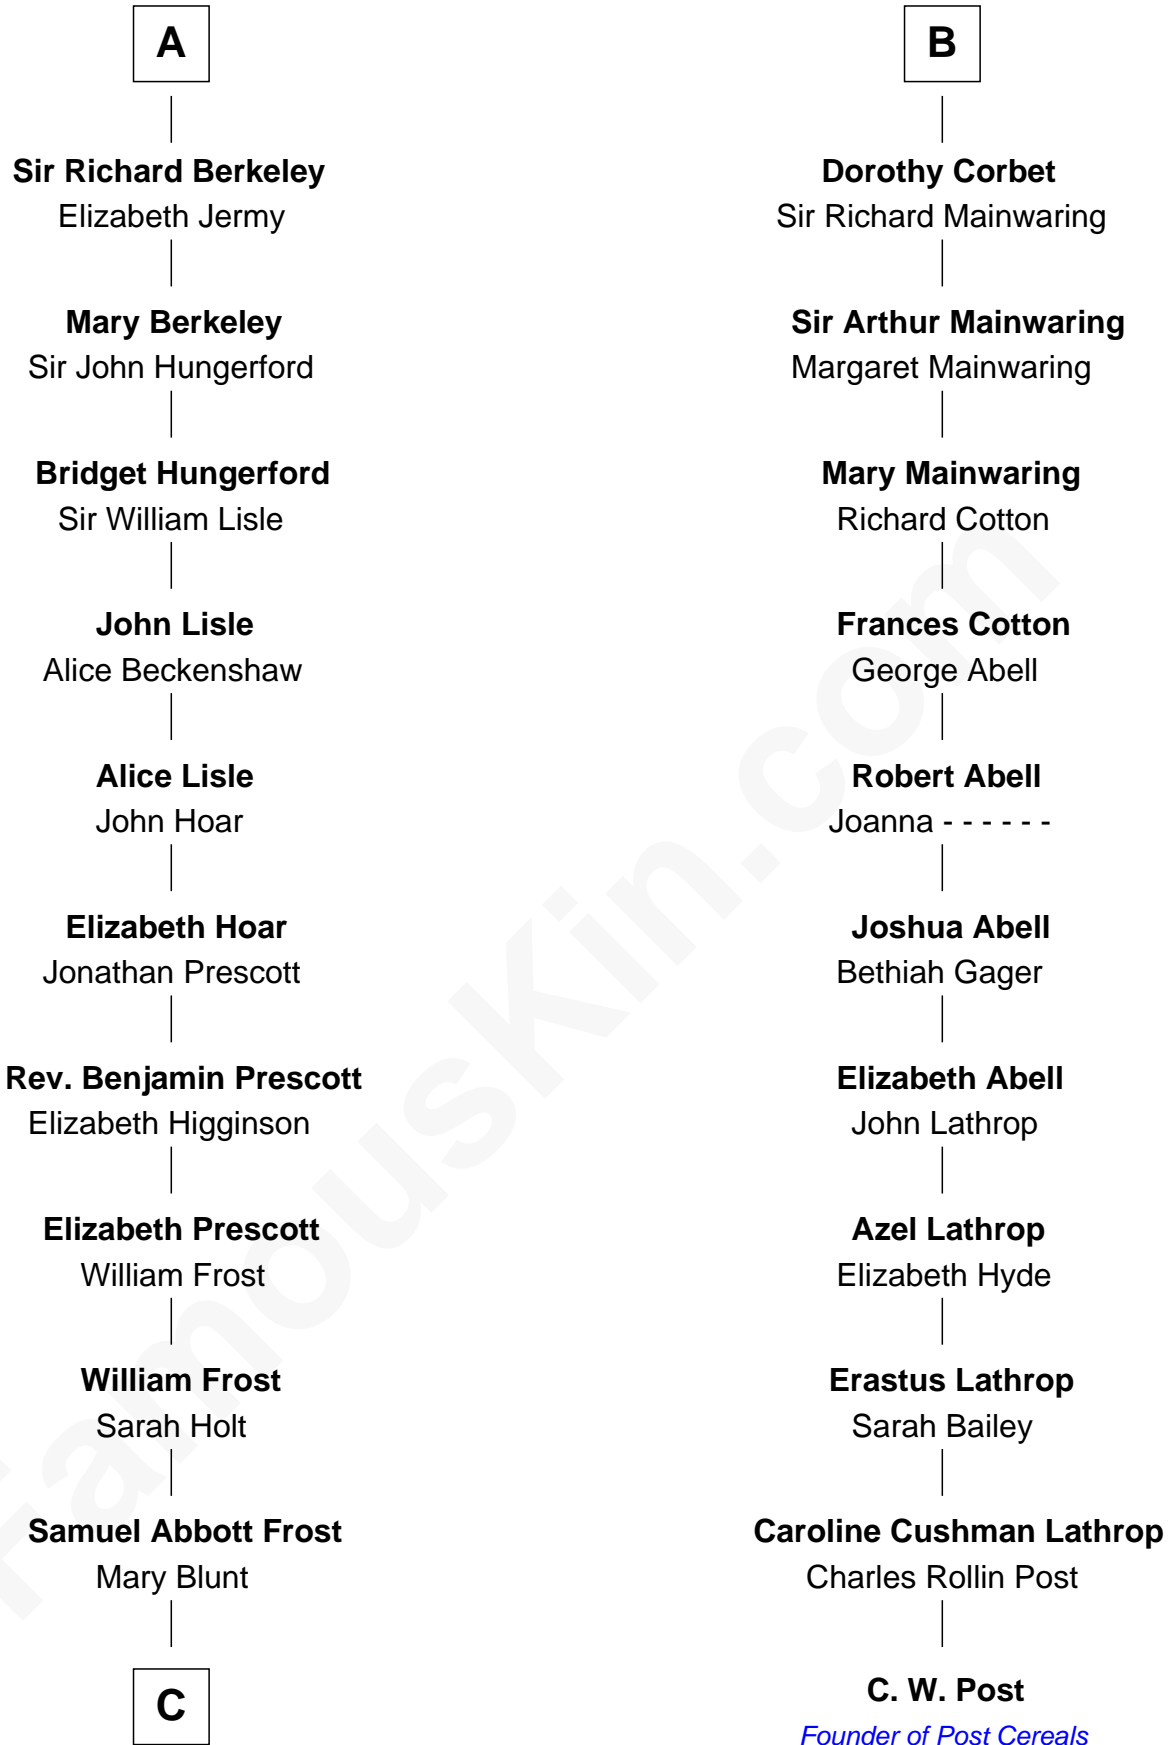 A
Sir Richard Berkeley
Elizabeth Jermy
Mary Berkeley
Sir John Hungerford
Bridget Hungerford
Sir William Lisle
John Lisle
Alice Beckenshaw
Alice Lisle
John Hoar
Elizabeth Hoar
Jonathan Prescott
Rev. Benjamin Prescott
Elizabeth Higginson
Elizabeth Prescott
William Frost
William Frost
Sarah Holt
Samuel Abbott Frost
Mary Blunt
C
B
Dorothy Corbet
Sir Richard Mainwaring
Sir Arthur Mainwaring
Margaret Mainwaring
Mary Mainwaring
Richard Cotton
Frances Cotton
George Abell
Robert Abell
Joanna - - - - - -
Joshua Abell
Bethiah Gager
Elizabeth Abell
John Lathrop
Azel Lathrop
Elizabeth Hyde
Erastus Lathrop
Sarah Bailey
Caroline Cushman Lathrop
Charles Rollin Post
C. W. Post
Founder of Post Cereals
FamousKin.com